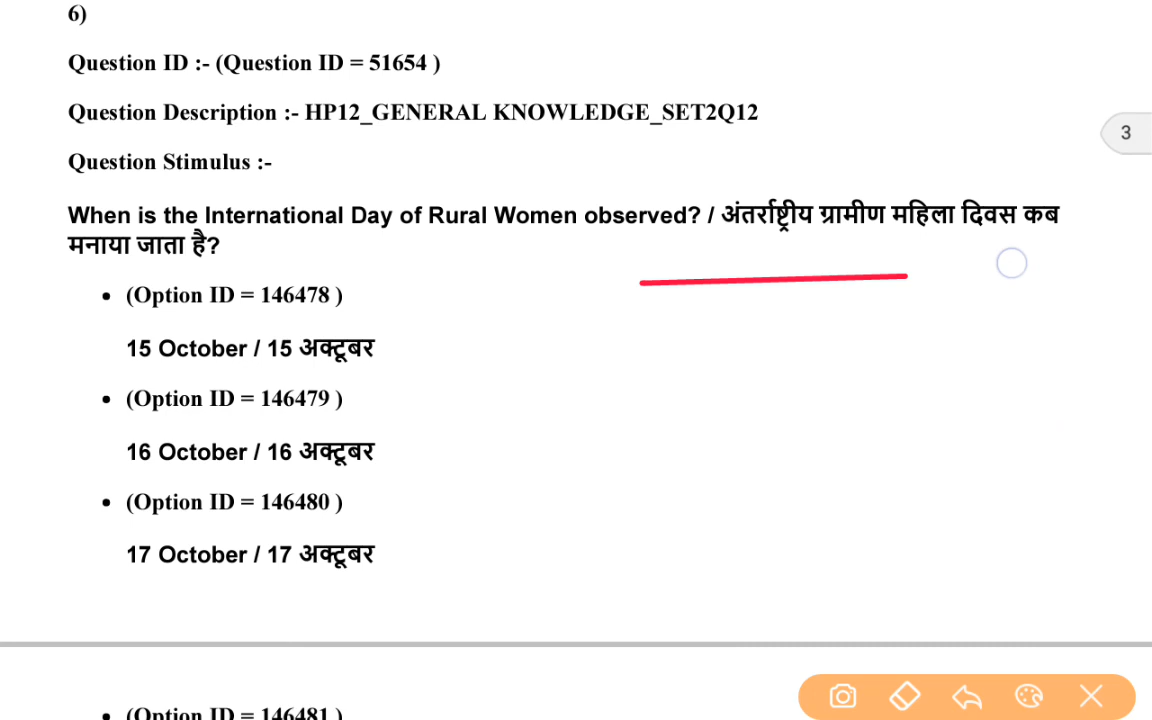 6)
Question ID :- (Question ID = 51654 )
Question Description :- HP12_GENERAL KNOWLEDGE_SET2Q12
3
Question Stimulus :-
When is the International Day of Rural Women observed? / अंतर्राष्ट्रीय ग्रामीण महिला दिवस कब
मनाया जाता है?
• (Option ID = 146478 )
15 October / 15 अक्टूबर
• (Option ID = 146479 )
16 October / 16 अक्टूबर
• (Option ID = 146480 )
17 October / 17 अक्टूबर
• (Option ID = 146481 )